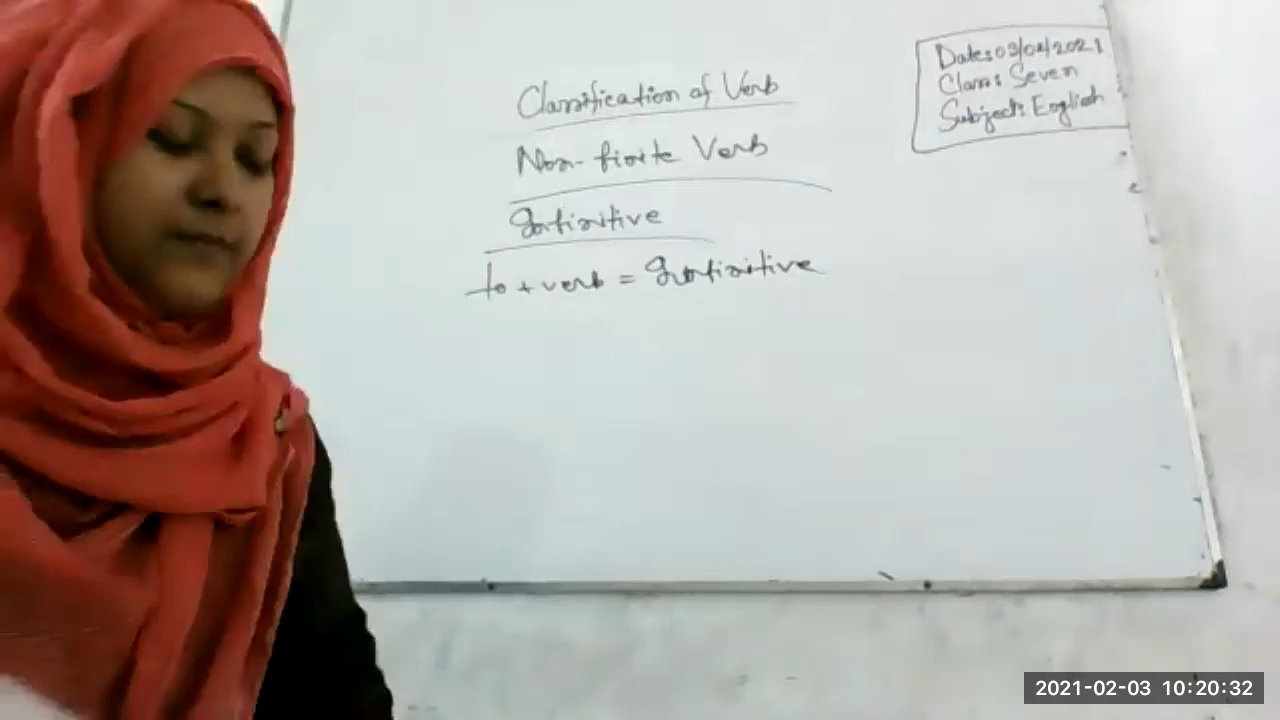 Classification of Verb
Non-finite Verb
Infinitive
to + verb = Infinitive
Date: 03/02/2021
Class: Seven
Subject: English
2021-02-03 10:20:32